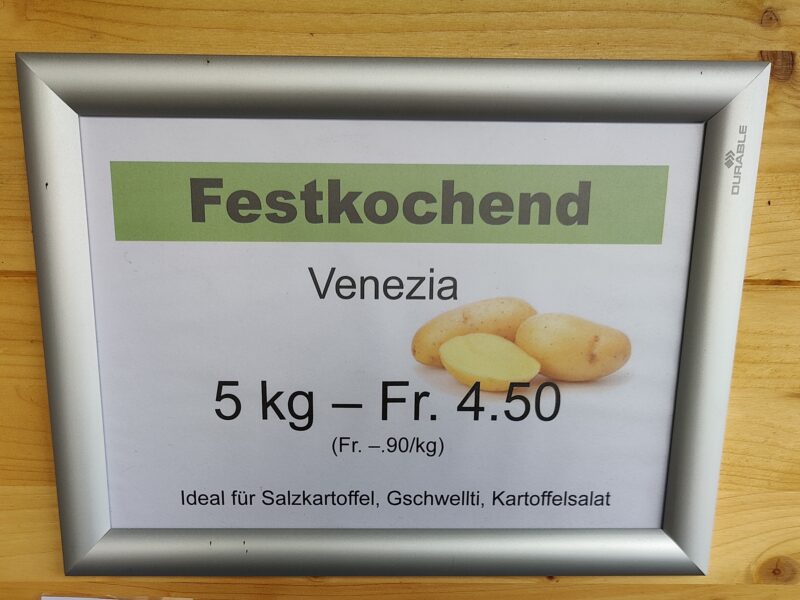 Festkochend
Venezia
5 kg – Fr. 4.50
(Fr. –.90/kg)
Ideal für Salzkartoffel, Gschwellti, Kartoffelsalat
DURABLE